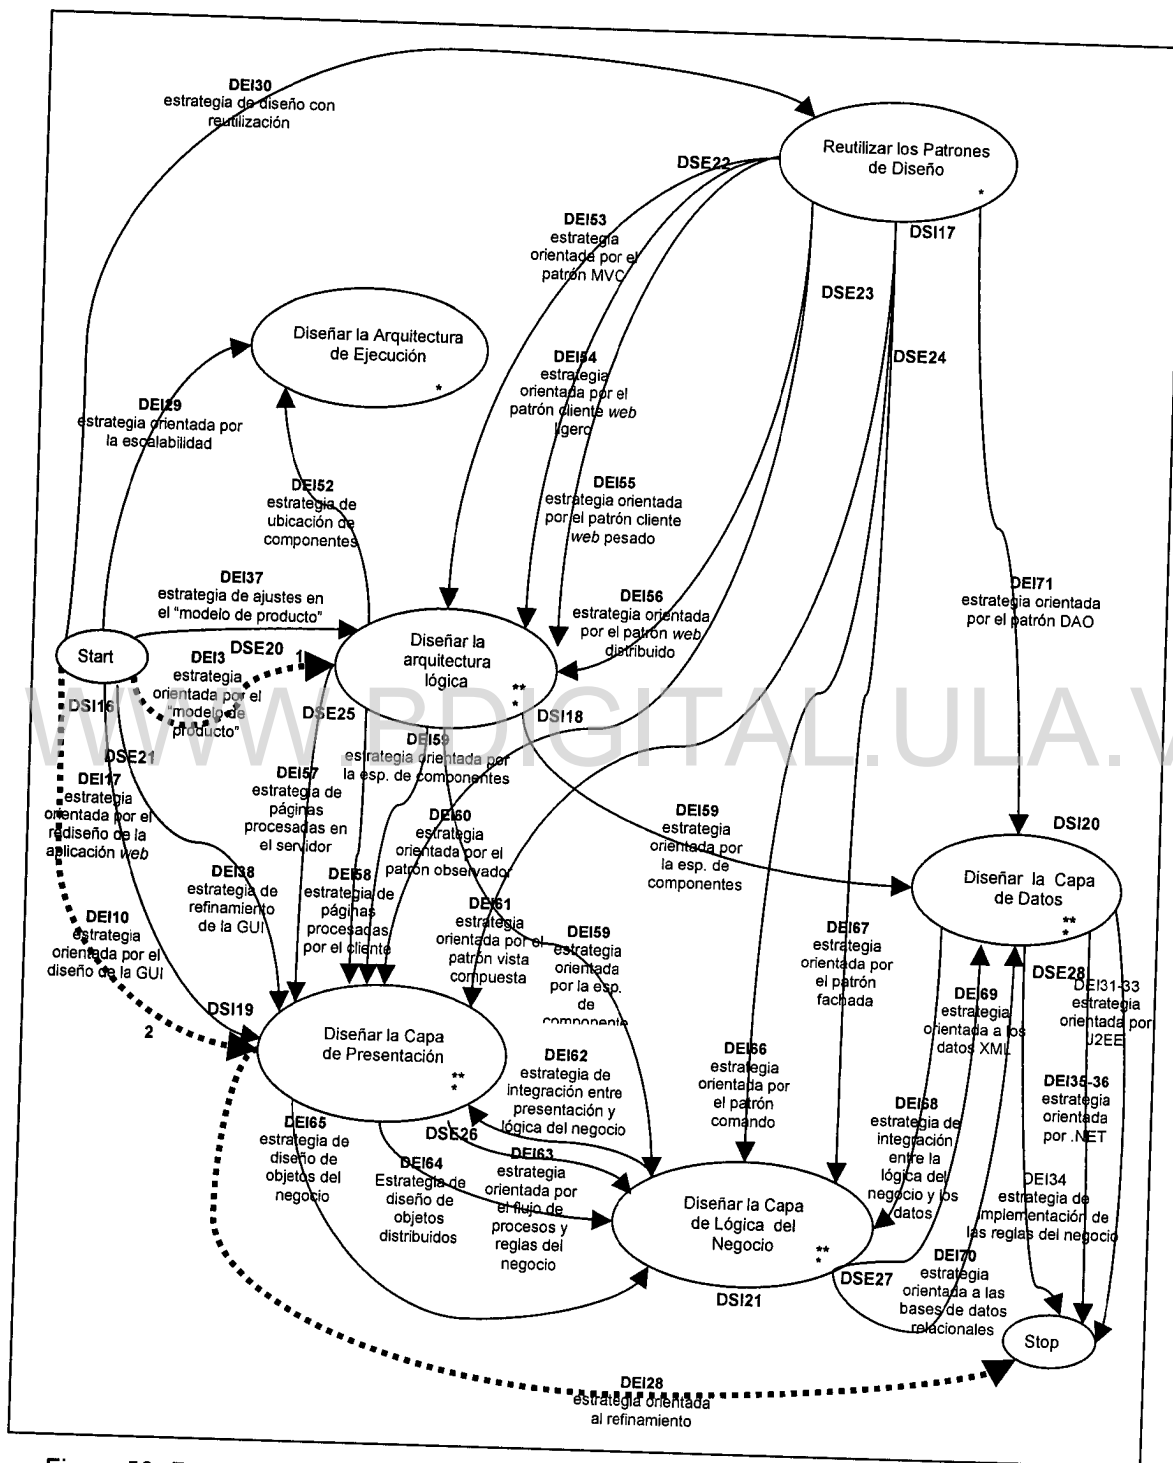 DEI30
estrategia de diseño con
reutilización
Reutilizar los Patrones
de Diseño
*
DSE22
DSI17
DEI53
estrategia
orientada por el
patrón MVC
DSE23
DSE24
Diseñar la Arquitectura
de Ejecución
*
DEI54
estrategia
orientada por el
patrón cliente web
ligero
DEI29
estrategia orientada por
la escalabilidad
DEI52
estrategia de
ubicación de
componentes
DEI55
estrategia orientada
por el patrón cliente
web pesado
DEI37
estrategia de ajustes en
el "modelo de producto"
DEI56
estrategia orientada
por el patrón web
distribuido
DEI71
estrategia orientada
por el patrón DAO
Start
DSE20
1
DEI3
estrategia
orientada por el
"modelo de
producto"
Diseñar la
arquitectura
lógica
**
*
DSI16
DSE25
DSI18
WWW.BDIGITAL.ULA.V
DSE21
DEI17
estrategia
orientada por el
rediseño de la
aplicación web
DEI57
estrategia de
páginas
procesadas en
el servidor
DEI59
estrategia orientada por
la esp. de componentes
DEI60
estrategia
orientada por el
patrón observador
DEI59
estrategia
orientada por
la esp. de
componentes
DSI20
Diseñar la Capa
de Datos
**
*
DEI38
estrategia de
refinamiento
de la GUI
DEI58
estrategia de
páginas
procesadas
por el cliente
DEI10
estrategia
orientada por el
diseño de la GUI
DEI61
estrategia
orientada por el
patrón vista
compuesta
DEI59
estrategia
orientada
por la esp.
de
componente
DEI67
estrategia
orientada por
el patrón
fachada
DSE28
DEI31-33
estrategia
orientada por
J2EE
DEI69
estrategia
orientada a los
datos XML
DSI19
2
Diseñar la Capa
de Presentación
**
*
DEI62
estrategia de
integración entre
presentación y
lógica del negocio
DEI66
estrategia
orientada por
el patrón
comando
DEI35-36
estrategia
orientada
por .NET
DEI65
estrategia de
diseño de
objetos del
negocio
DSE26
DEI64
Estrategia de
diseño de
objetos
distribuidos
DEI63
estrategia
orientada por
el flujo de
procesos y
reglas del
negocio
DEI68
estrategia de
integración
entre la
lógica del
negocio y los
datos
DEI34
estrategia de
implementación de
las reglas del negocio
Diseñar la Capa
de Lógica del
Negocio
**
*
DSI21
DSE27
DEI70
estrategia
orientada a las
bases de datos
relacionales
Stop
DEI28
estrategia orientada
al refinamiento